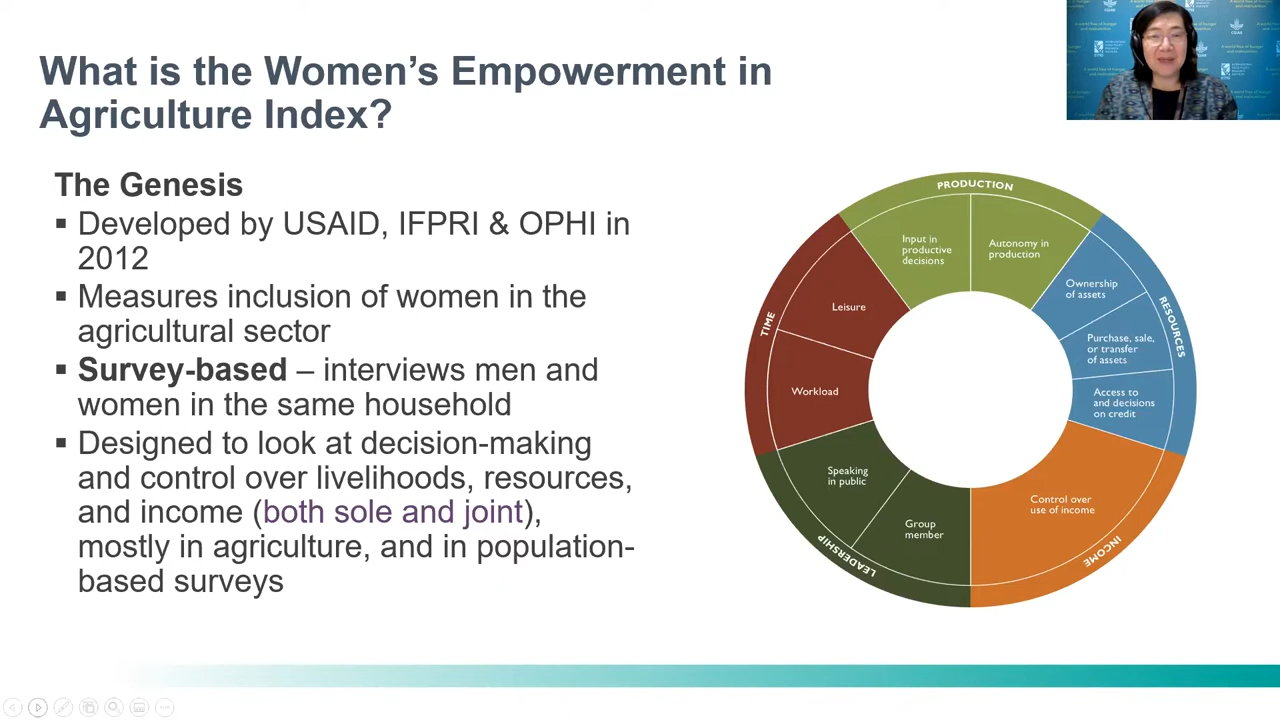 What is the Women's Empowerment in
Agriculture Index?
The Genesis
▪ Developed by USAID, IFPRI & OPHI in
2012
▪ Measures inclusion of women in the
agricultural sector
▪ Survey-based – interviews men and
women in the same household
▪ Designed to look at decision-making
and control over livelihoods, resources,
and income (both sole and joint),
mostly in agriculture, and in population-
based surveys
PRODUCTION
Input in
productive
decisions
Autonomy in
production
RESOURCES
Ownership
of assets
Purchase, sale,
or transfer
of assets
Access to
and decisions
on credit
INCOME
Control over
use of income
LEADERSHIP
Group
member
Speaking
in public
TIME
Workload
Leisure